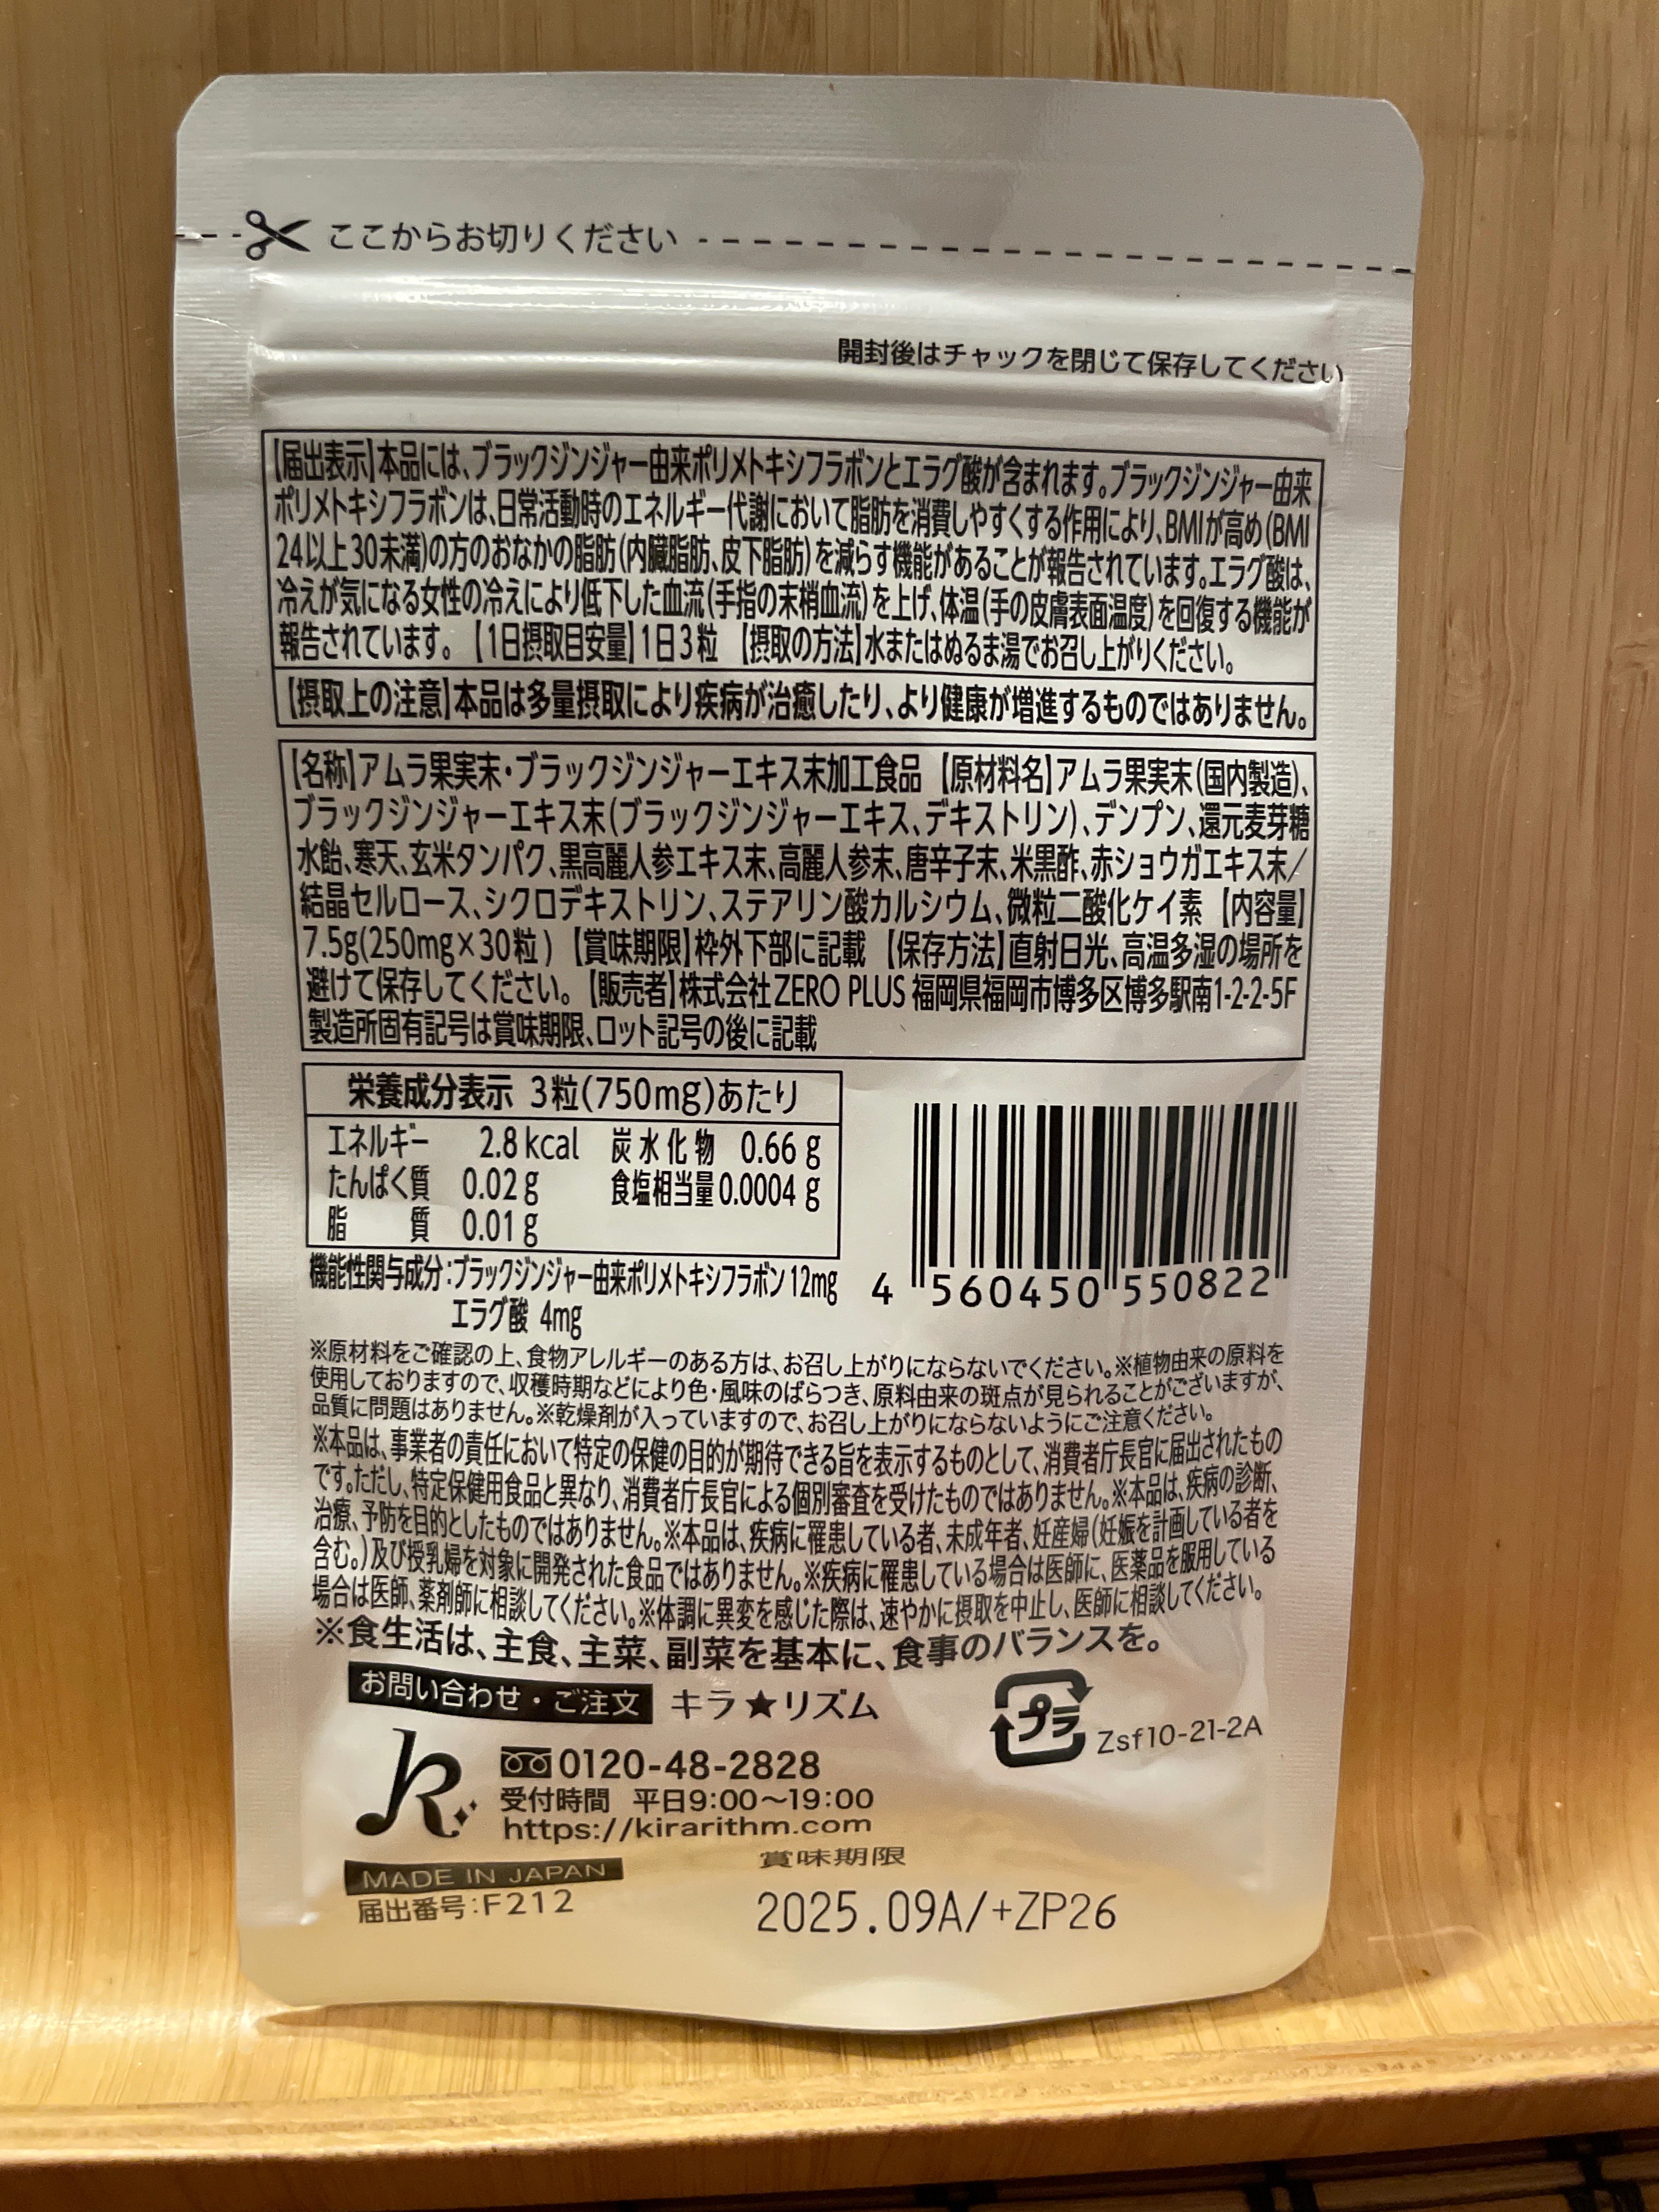 ここからお切りください
開封後はチャックを閉じて保存してください
【届出表示】本品には、ブラックジンジャー由来ポリメトキシフラボンとエラグ酸が含まれます。ブラックジンジャー由来
ポリメトキシフラボンは、日常活動時のエネルギー代謝において脂肪を消費しやすくする作用により、BMIが高め(BMI
24以上30未満)の方のおなかの脂肪(内臓脂肪、皮下脂肪)を減らす機能があることが報告されています。エラグ酸は、
冷えが気になる女性の冷えにより低下した血流(手指の末梢血流)を上げ、体温(手の皮膚表面温度)を回復する機能が
報告されています。【1日摂取目安量】1日3粒 【摂取の方法】水またはぬるま湯でお召し上がりください。
【摂取上の注意】本品は多量摂取により疾病が治癒したり、より健康が増進するものではありません。
【名称】アムラ果実末・ブラックジンジャーエキス末加工食品 【原材料名】アムラ果実末(国内製造)、
ブラックジンジャーエキス末(ブラックジンジャーエキス、デキストリン)、デンプン、還元麦芽糖
水飴、寒天、玄米タンパク、黒高麗人参エキス末、高麗人参末、唐辛子末、米黒酢、赤ショウガエキス末/
結晶セルロース、シクロデキストリン、ステアリン酸カルシウム、微粒二酸化ケイ素 【内容量】
7.5g(250mg×30粒) 【賞味期限】枠外下部に記載 【保存方法】直射日光、高温多湿の場所を
避けて保存してください。【販売者】株式会社ZERO PLUS 福岡県福岡市博多区博多駅南1-2-2-5F
製造所固有記号は賞味期限、ロット記号の後に記載
栄養成分表示 3粒(750mg)あたり
エネルギー 2.8kcal 炭水化物 0.66g
たんぱく質 0.02g 食塩相当量0.0004g
脂質 0.01g
機能性関与成分:ブラックジンジャー由来ポリメトキシフラボン12mg
エラグ酸 4mg
4 560450 550822
※原材料をご確認の上、食物アレルギーのある方は、お召し上がりにならないでください。※植物由来の原料を
使用しておりますので、収穫時期などにより色・風味のばらつき、原料由来の斑点が見られることがございますが、
品質に問題はありません。※乾燥剤が入っていますので、お召し上がりにならないようにご注意ください。
※本品は、事業者の責任において特定の保健の目的が期待できる旨を表示するものとして、消費者庁長官に届出されたもの
です。ただし、特定保健用食品と異なり、消費者庁長官による個別審査を受けたものではありません。※本品は、疾病の診断、
治療、予防を目的としたものではありません。※本品は、疾病に罹患している者、未成年者、妊産婦(妊娠を計画している者を
含む。)及び授乳婦を対象に開発された食品ではありません。※疾病に罹患している場合は医師に、医薬品を服用している
場合は医師、薬剤師に相談してください。※体調に異変を感じた際は、速やかに摂取を中止し、医師に相談してください。
※食生活は、主食、主菜、副菜を基本に、食事のバランスを。
お問い合わせ・ご注文 キラ★リズム
0120-48-2828
受付時間 平日9:00〜19:00
https://kirarithm.com
プラ
Zsf10-21-2A
MADE IN JAPAN
届出番号:F212
賞味期限
2025.09A/+ZP26